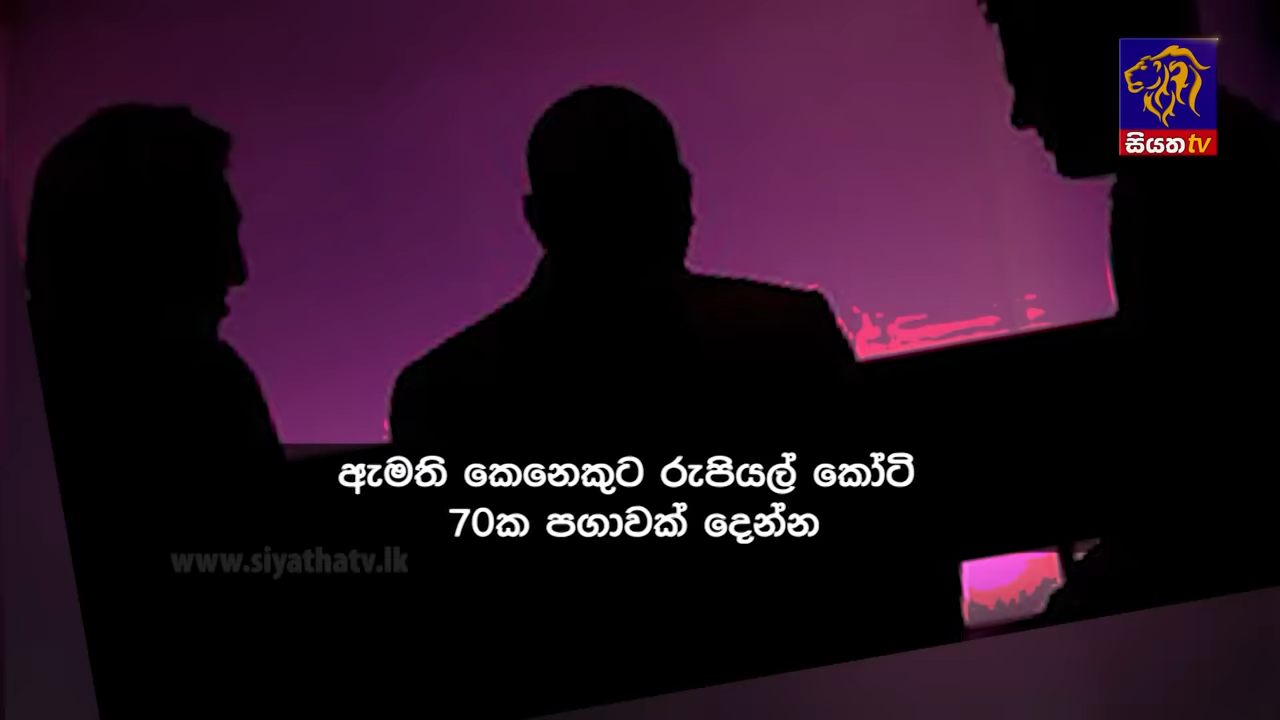 සියත tv
ඇමති කෙනෙකුට රුපියල් කෝටි
70ක පගාවක් දෙන්න
www.siyathatv.lk